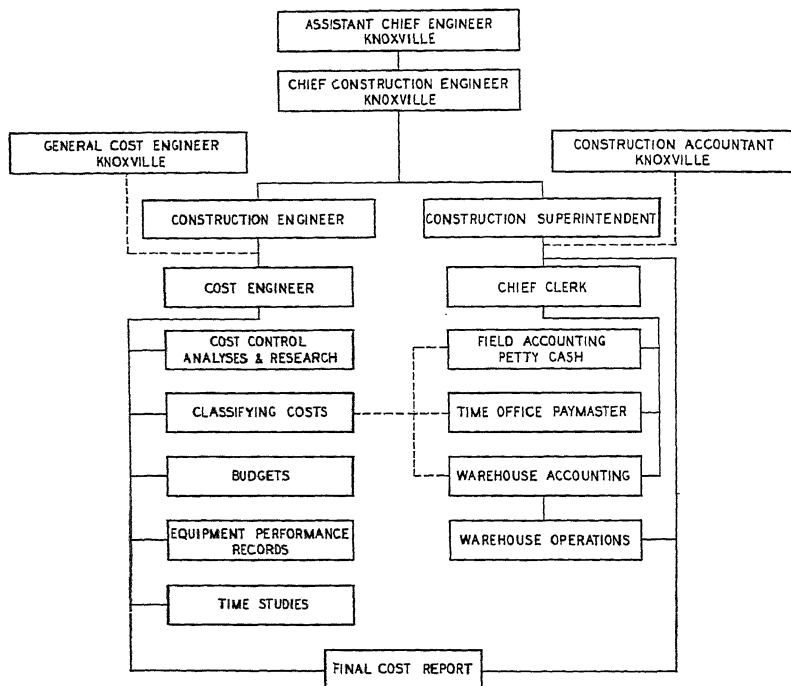 ASSISTANT CHIEF ENGINEER
KNOXVILLE
CHIEF CONSTRUCTION ENGINEER
KNOXVILLE
GENERAL COST ENGINEER
KNOXVILLE
CONSTRUCTION ACCOUNTANT
KNOXVILLE
CONSTRUCTION ENGINEER
CONSTRUCTION SUPERINTENDENT
COST ENGINEER
CHIEF CLERK
COST CONTROL
ANALYSES & RESEARCH
FIELD ACCOUNTING
PETTY CASH
CLASSIFYING COSTS
TIME OFFICE PAYMASTER
BUDGETS
WAREHOUSE ACCOUNTING
EQUIPMENT PERFORMANCE
RECORDS
WAREHOUSE OPERATIONS
TIME STUDIES
FINAL COST REPORT